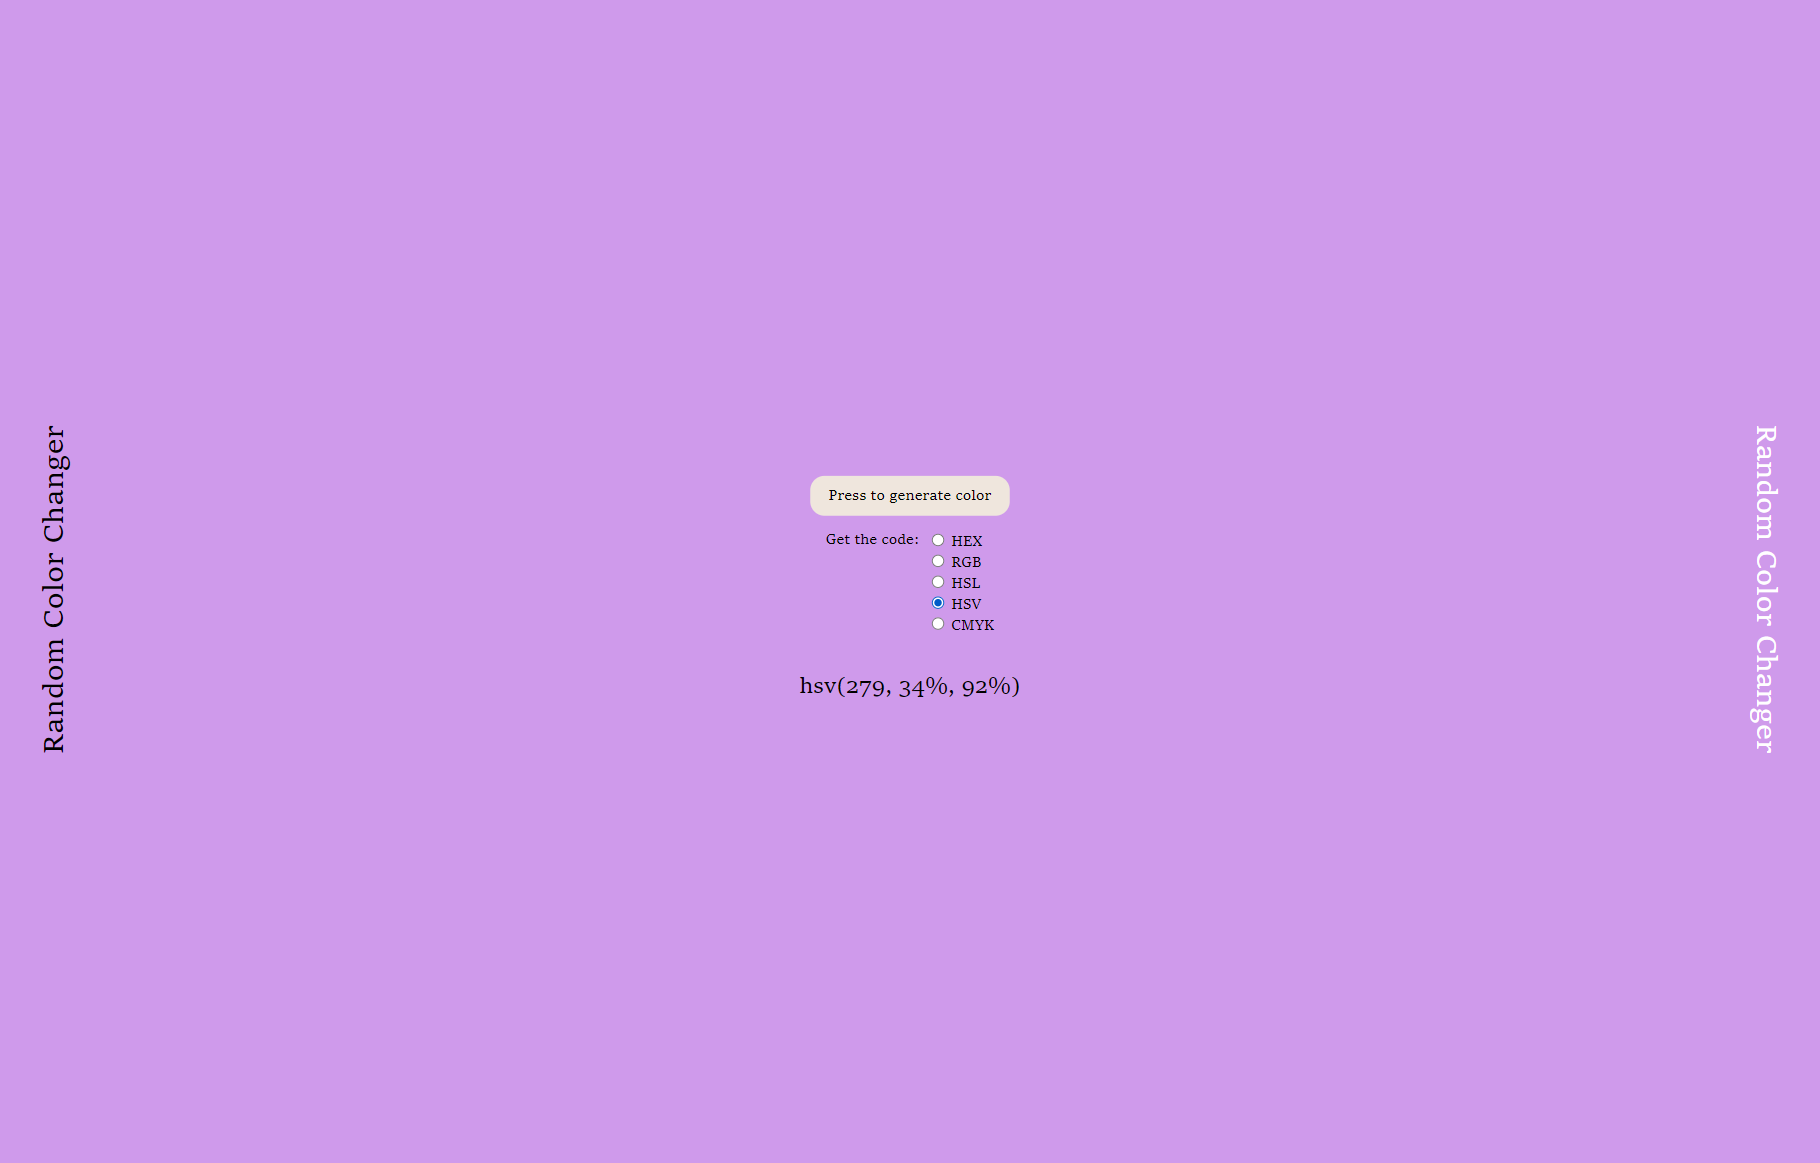 Random Color Changer
Press to generate color
Get the code:
HEX
RGB
HSL
HSV
CMYK
hsv(279, 34%, 92%)
Random Color Changer